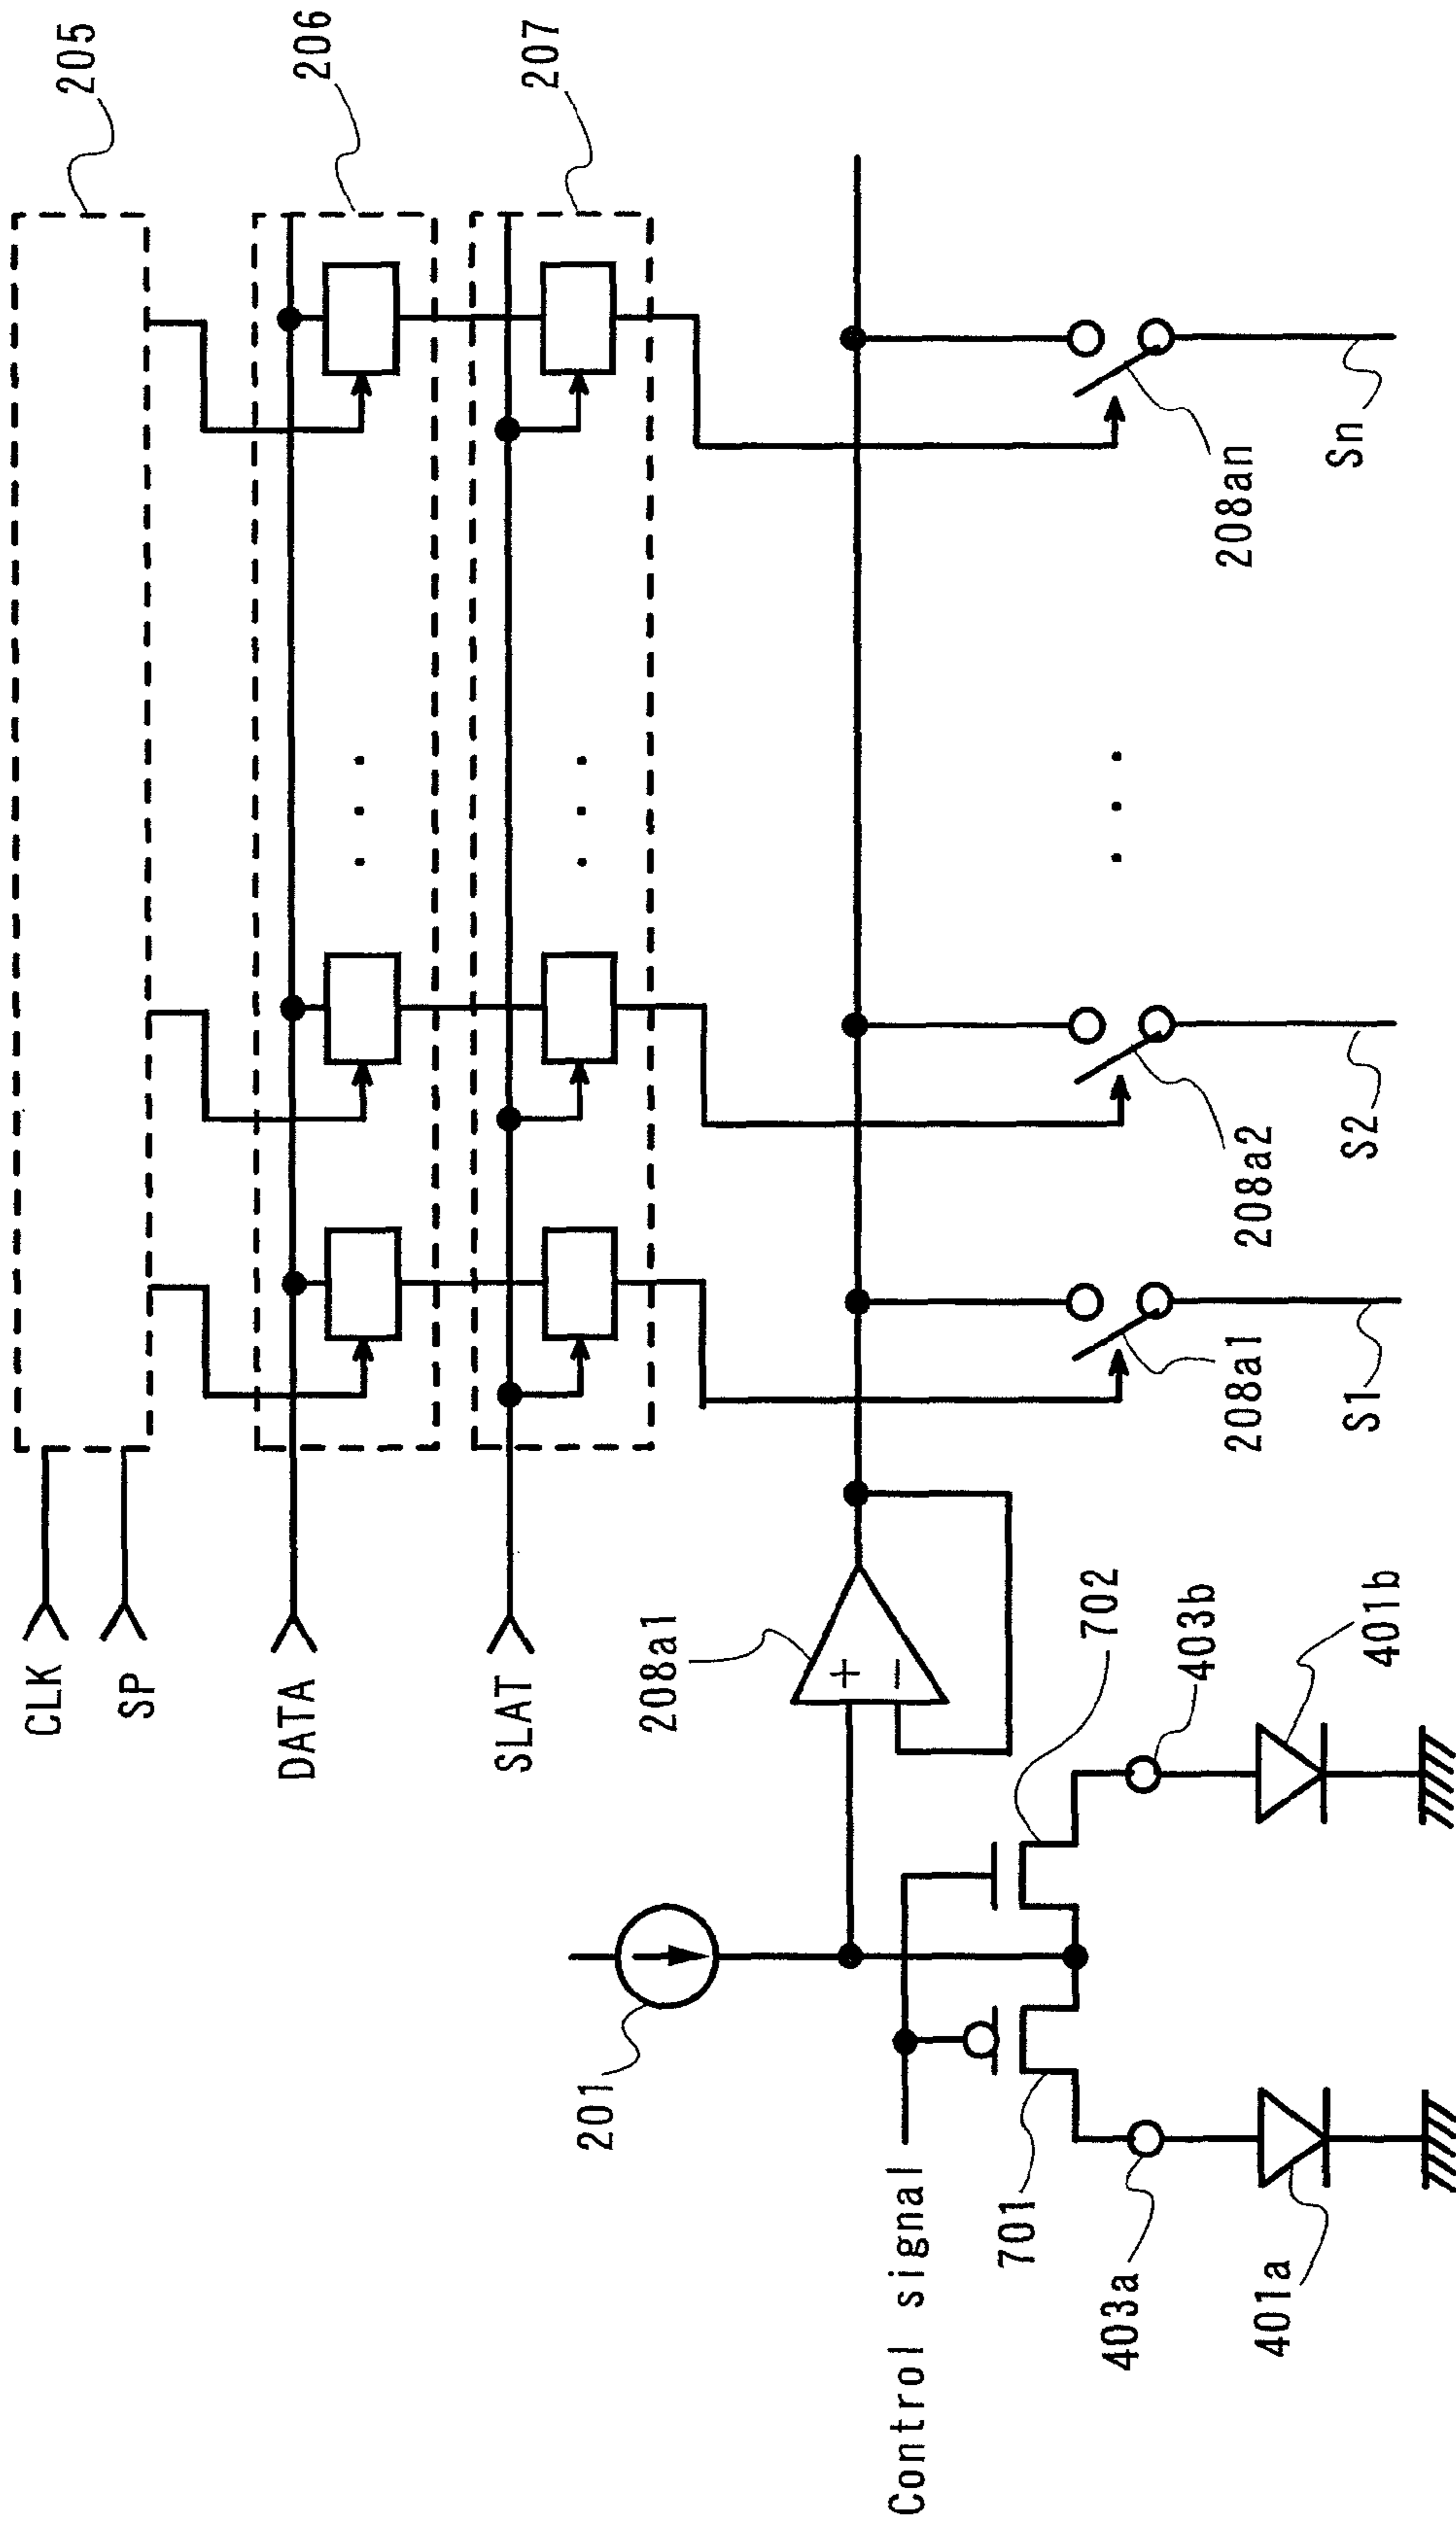 205
206
207
CLK
SP
DATA
SLAT
208a1
201
Control signal
701
702
403a
403b
401a
401b
208a1
208a2
208an
S1
S2
Sn
+
−